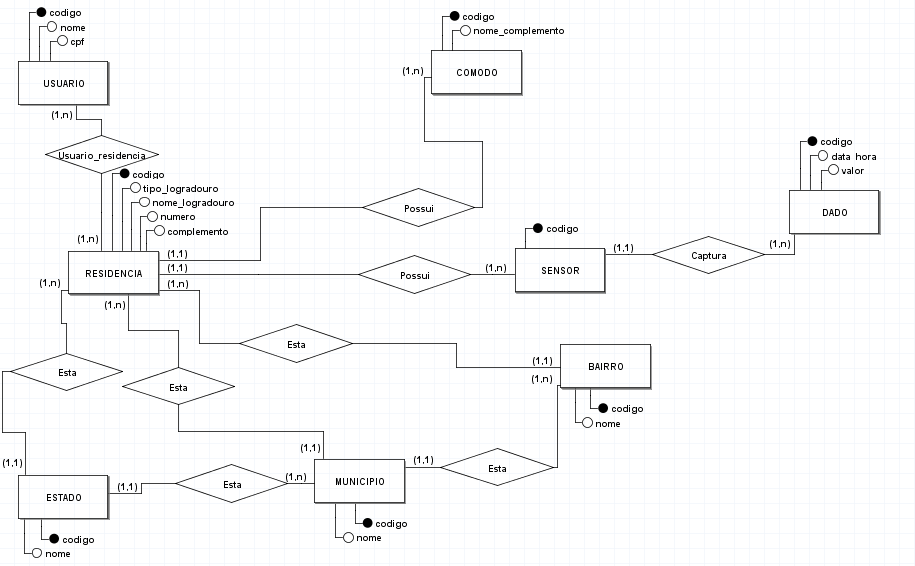 codigo
nome
cpf
USUARIO
(1,n)
Usuario_residencia
codigo
tipo_logradouro
nome_logradouro
numero
complemento
(1,n)
RESIDENCIA
(1,1)
(1,1)
(1,n)
(1,n)
(1,n)
codigo
nome_complemento
COMODO
(1,n)
Possui
Possui
(1,n)
codigo
SENSOR
(1,1)
Captura
(1,n)
codigo
data_hora
valor
DADO
Esta
(1,1)
(1,n)
BAIRRO
codigo
nome
Esta
Esta
(1,1)
(1,1)
ESTADO
codigo
nome
(1,1)
Esta
(1,n)
MUNICIPIO
codigo
nome
(1,1)
Esta